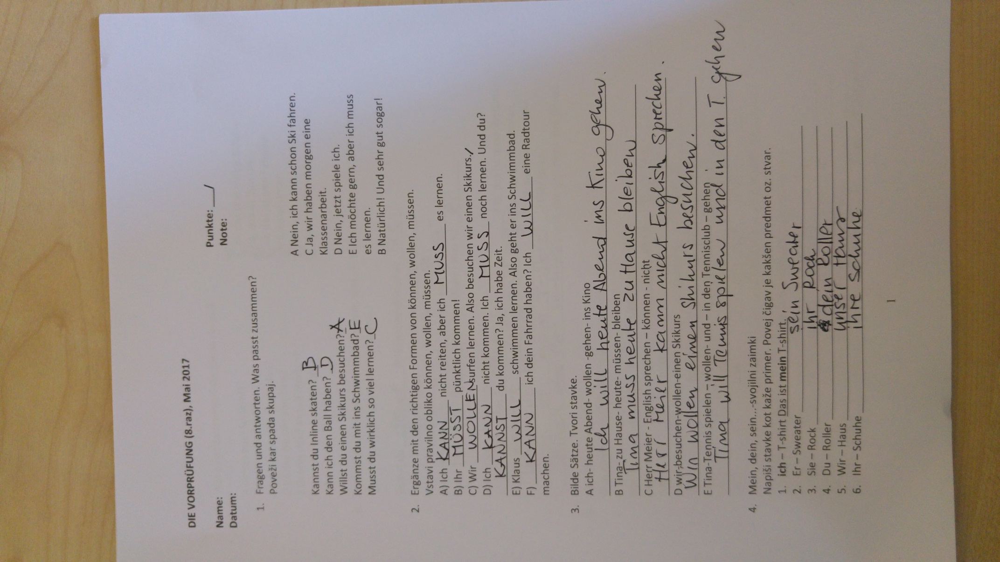 DIE VORPRÜFUNG (8.raz), Mai 2017
Name:
Punkte: ___/
Datum:
Note:
1. Fragen und antworten. Was passt zusammen?
Poveži kar spada skupaj.
Kannst du Inline skaten? B
Kann ich den Ball haben? D
Willst du einen Skikurs besuchen? A
Kommst du mit ins Schwimmbad? E
Musst du wirklich so viel lernen? C
A Nein, ich kann schon Ski fahren.
C Ja, wir haben morgen eine
Klassenarbeit.
D Nein, jetzt spiele ich.
E Ich möchte gern, aber ich muss
es lernen.
B Natürlich! Und sehr gut sogar!
2. Ergänze mit den richtigen Formen von können, wollen, müssen.
Vstavi pravilno obliko können, wollen, müssen.
A) Ich KANN nicht reiten, aber ich MUSS es lernen.
B) Ihr MÜSST pünktlich kommen!
C) Wir WOLLEN surfen lernen. Also besuchen wir einen Skikurs./
D) Ich KANN nicht kommen. Ich MUSS noch lernen. Und du?
KANNST du kommen? Ja, ich habe Zeit.
E) Klaus WILL schwimmen lernen. Also geht er ins Schwimmbad.
F) KANN ich dein Fahrrad haben? Ich WILL eine Radtour
machen.
3. Bilde Sätze. Tvori stavke.
A ich- heute Abend- wollen -gehen- ins Kino
Ich will heute Abend ins Kino gehen.
B Tina- zu Hause- heute- müssen- bleiben
Tina muss heute zu Hause bleiben
C Herr Meier - English sprechen – können - nicht
Herr Meier kann nicht English sprechen.
D wir-besuchen-wollen-einen Skikurs
Win wollen einen Skikurs besuchen.
E Tina-Tennis spielen – wollen- und – in den Tennisclub – gehen
Tina will Tennis spielen und in den T. gehen
4. Mein, dein, sein...-svojilni zaimki
Napiši stavke kot kaže primer. Povej čigav je kakšen predmet oz. stvar.
1. ich – T-shirt Das ist mein T-shirt.
2. Er – Sweater sein Sweater
3. Sie – Rock ihr Rock
4. Du – Roller dein Roller
5. Wir – Haus unser Haus
6. Ihr – Schuhe ihre Schuhe
1